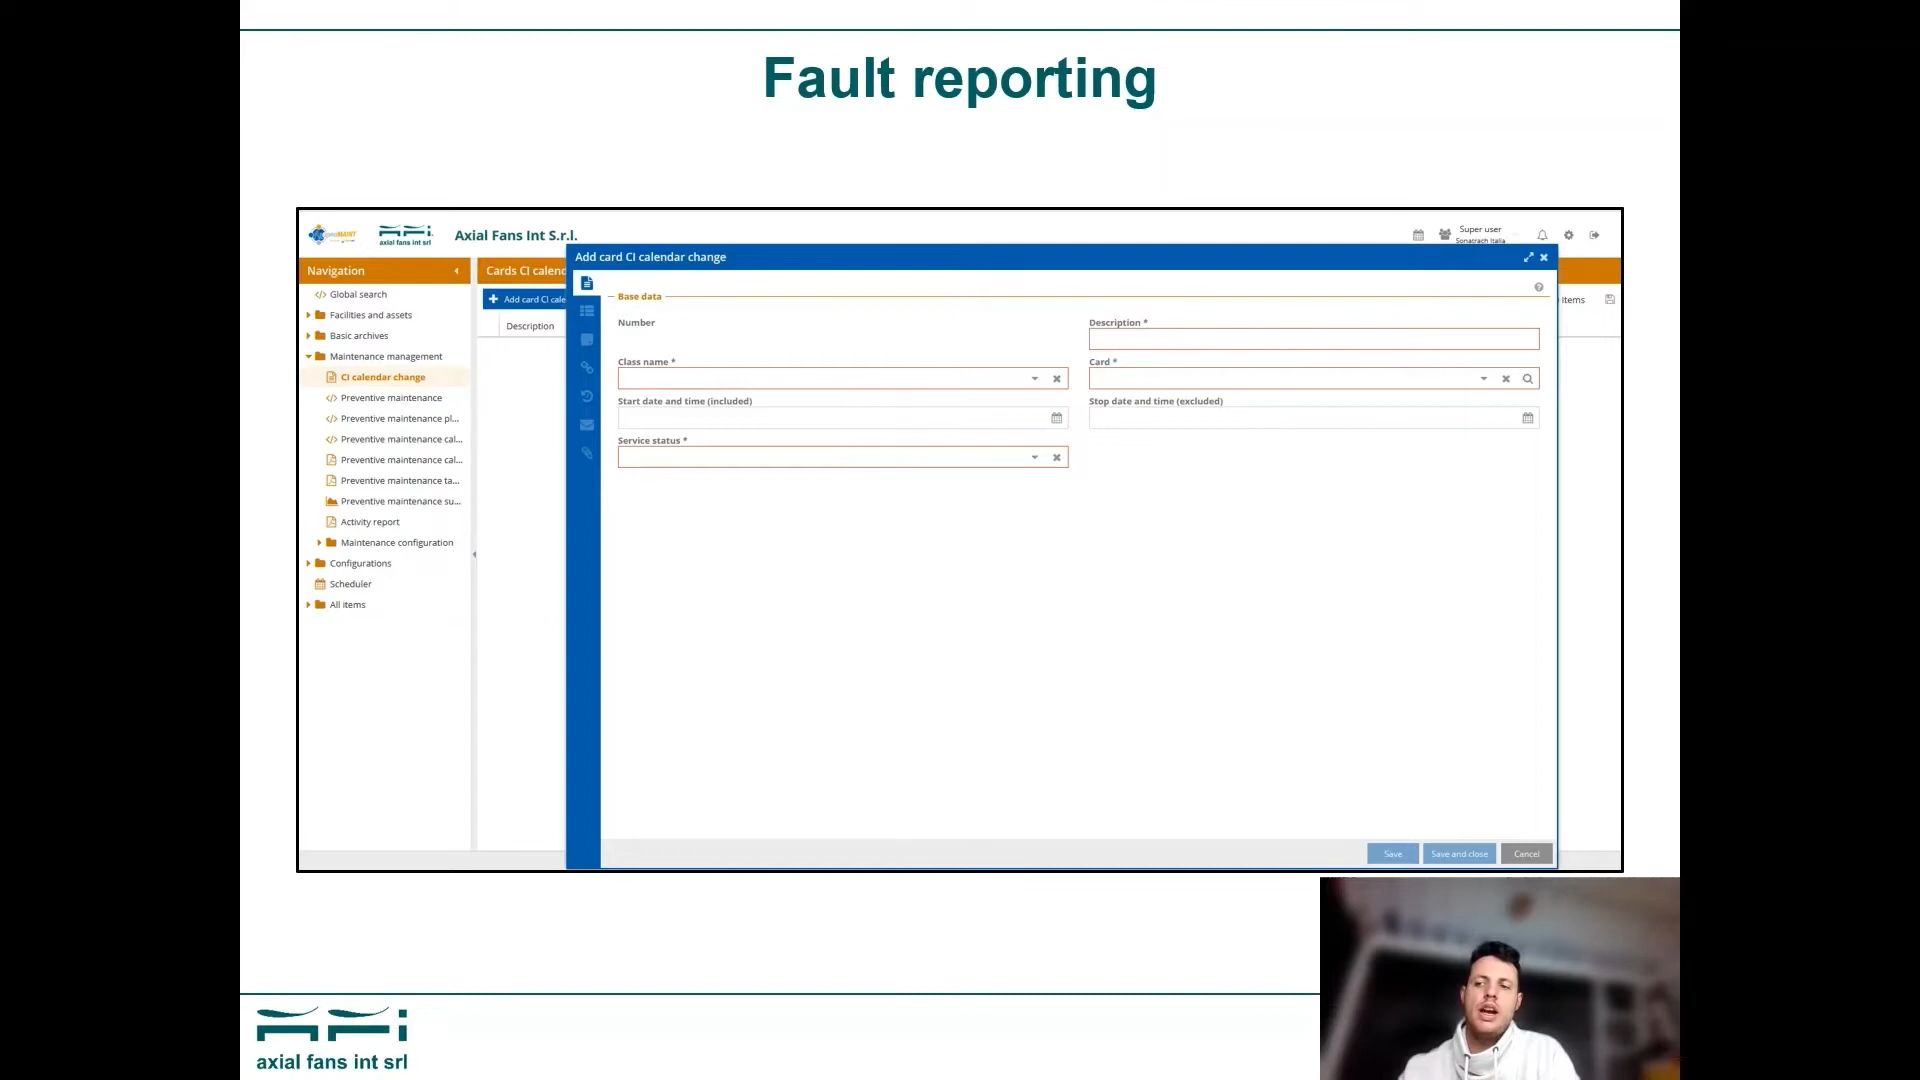 Fault reporting
axial fans int srl
Axial Fans Int S.r.l.
Super user
Sonatrach Italia
Navigation
Global search
Facilities and assets
Basic archives
Maintenance management
CI calendar change
Preventive maintenance
Preventive maintenance pl...
Preventive maintenance cal...
Preventive maintenance cal...
Preventive maintenance ta...
Preventive maintenance su...
Activity report
Maintenance configuration
Configurations
Scheduler
All items
Cards CI calend
Add card CI cale
Description
Items
Add card CI calendar change
Base data
Number
Description *
Class name *
Card *
Start date and time (included)
Stop date and time (excluded)
Service status *
Save
Save and close
Cancel
axial fans int srl